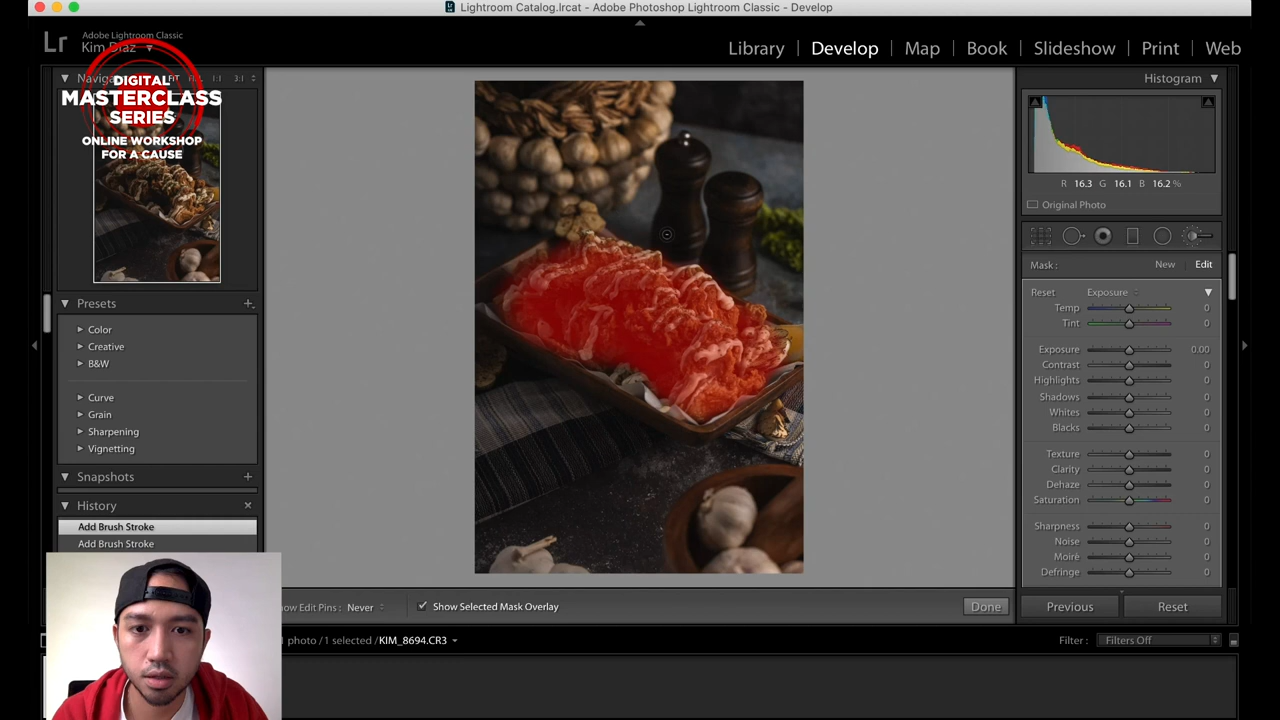 Lightroom Catalog.lrcat - Adobe Photoshop Lightroom Classic - Develop
Lr
Adobe Lightroom Classic
Kim Diaz
Library
Develop
Map
Book
Slideshow
Print
Web
DIGITAL
MASTERCLASS
SERIES
ONLINE WORKSHOP
FOR A CAUSE
1:1
3:1
Presets
Color
Creative
B&W
Curve
Grain
Sharpening
Vignetting
Snapshots
History
Add Brush Stroke
Add Brush Stroke
Histogram
R 16.3 G 16.1 B 16.2 %
Original Photo
Mask :
New
Edit
Reset
Exposure
Temp 0
Tint 0
Exposure 0.00
Contrast 0
Highlights 0
Shadows 0
Whites 0
Blacks 0
Texture 0
Clarity 0
Dehaze 0
Saturation 0
Sharpness 0
Noise 0
Moiré 0
Defringe 0
Edit Pins : Never
Show Selected Mask Overlay
Done
Previous
Reset
1 photo / 1 selected / KIM_8694.CR3
Filter : Filters Off